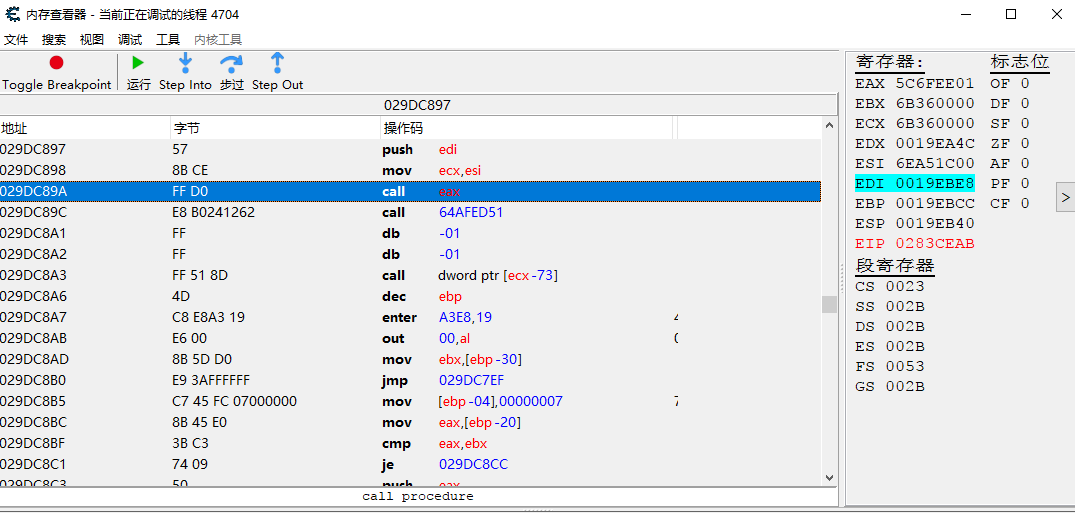 内存查看器 - 当前正在调试的线程 4704
文件 搜索 视图 调试 工具 内核工具
Toggle Breakpoint 运行 Step Into 步过 Step Out
029DC897
地址 字节 操作码
029DC897 57 push edi
029DC898 8B CE mov ecx,esi
029DC89A FF D0 call eax
029DC89C E8 B0241262 call 64AFED51
029DC8A1 FF db -01
029DC8A2 FF db -01
029DC8A3 FF 51 8D call dword ptr [ecx-73]
029DC8A6 4D dec ebp
029DC8A7 C8 E8A3 19 enter A3E8,19
029DC8AB E6 00 out 00,al
029DC8AD 8B 5D D0 mov ebx,[ebp-30]
029DC8B0 E9 3AFFFFFF jmp 029DC7EF
029DC8B5 C7 45 FC 07000000 mov [ebp-04],00000007 7
029DC8BC 8B 45 E0 mov eax,[ebp-20]
029DC8BF 3B C3 cmp eax,ebx
029DC8C1 74 09 je 029DC8CC
029DC8C3 50 push eax
call procedure
寄存器: 标志位
EAX 5C6FEE01 OF 0
EBX 6B360000 DF 0
ECX 6B360000 SF 0
EDX 0019EA4C ZF 0
ESI 6EA51C00 AF 0
EDI 0019EBE8 PF 0
EBP 0019EBCC CF 0
ESP 0019EB40
EIP 0283CEAB
段寄存器
CS 0023
SS 002B
DS 002B
ES 002B
FS 0053
GS 002B
>